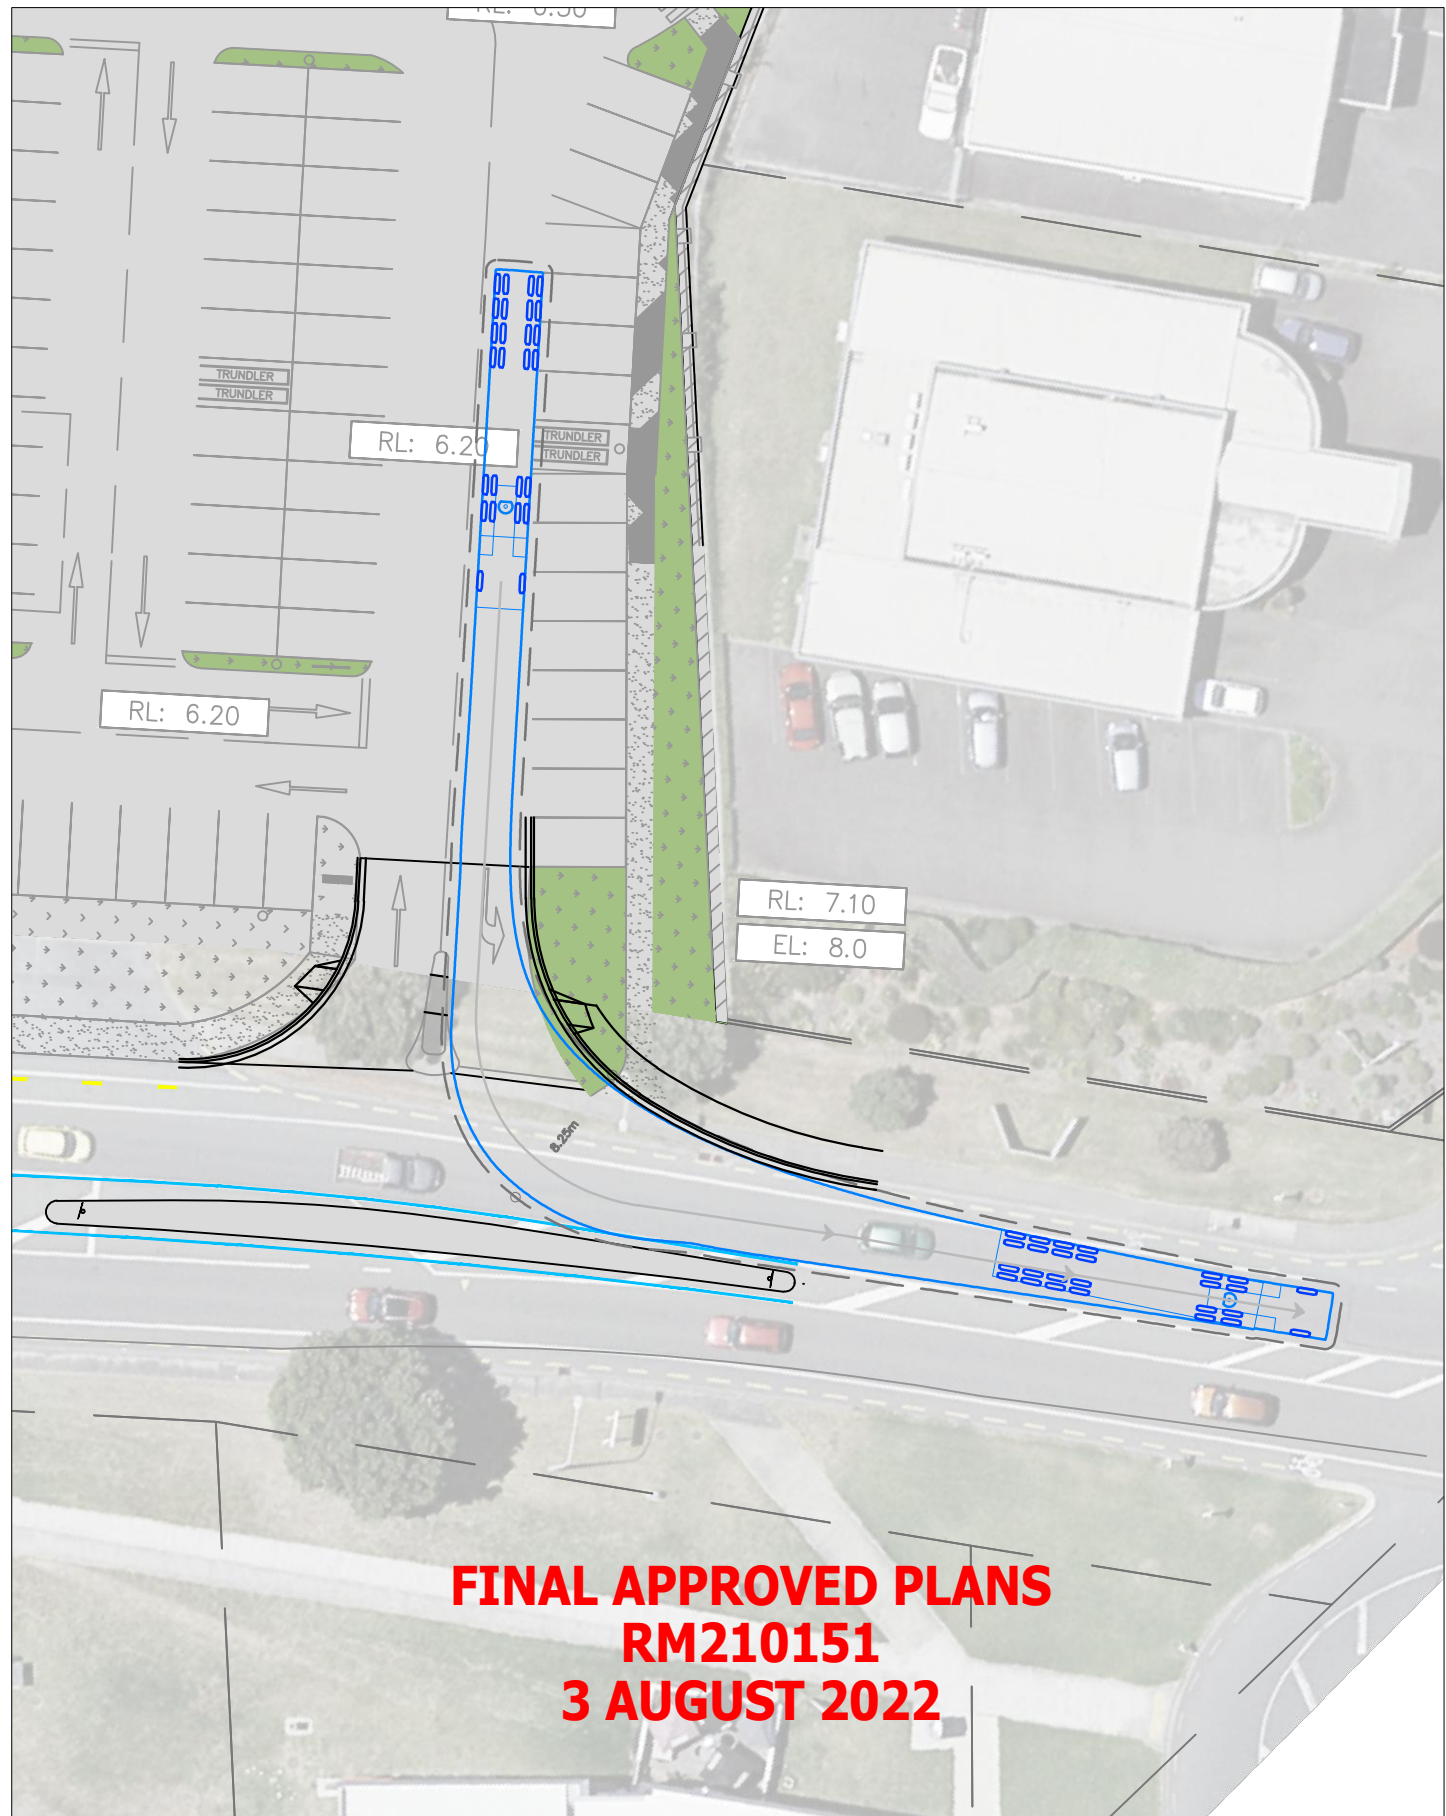 TRUNDLER
TRUNDLER
RL: 6.20
TRUNDLER
TRUNDLER
RL: 6.20
RL: 7.10
EL: 8.0
8.25m
FINAL APPROVED PLANS
RM210151
3 AUGUST 2022